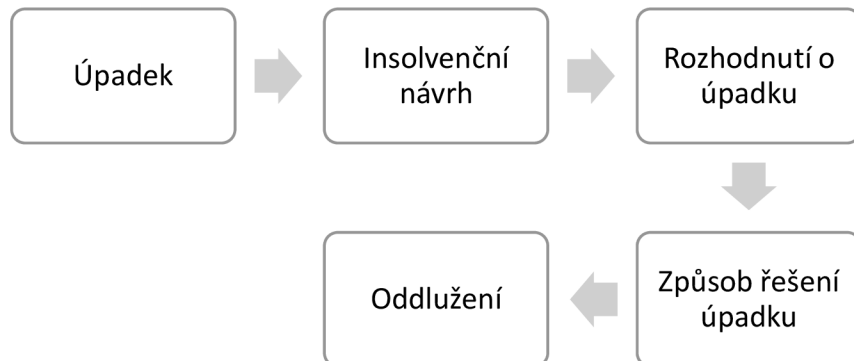 Úpadek
Insolvenční
návrh
Rozhodnutí o
úpadku
Způsob řešení
úpadku
Oddlužení